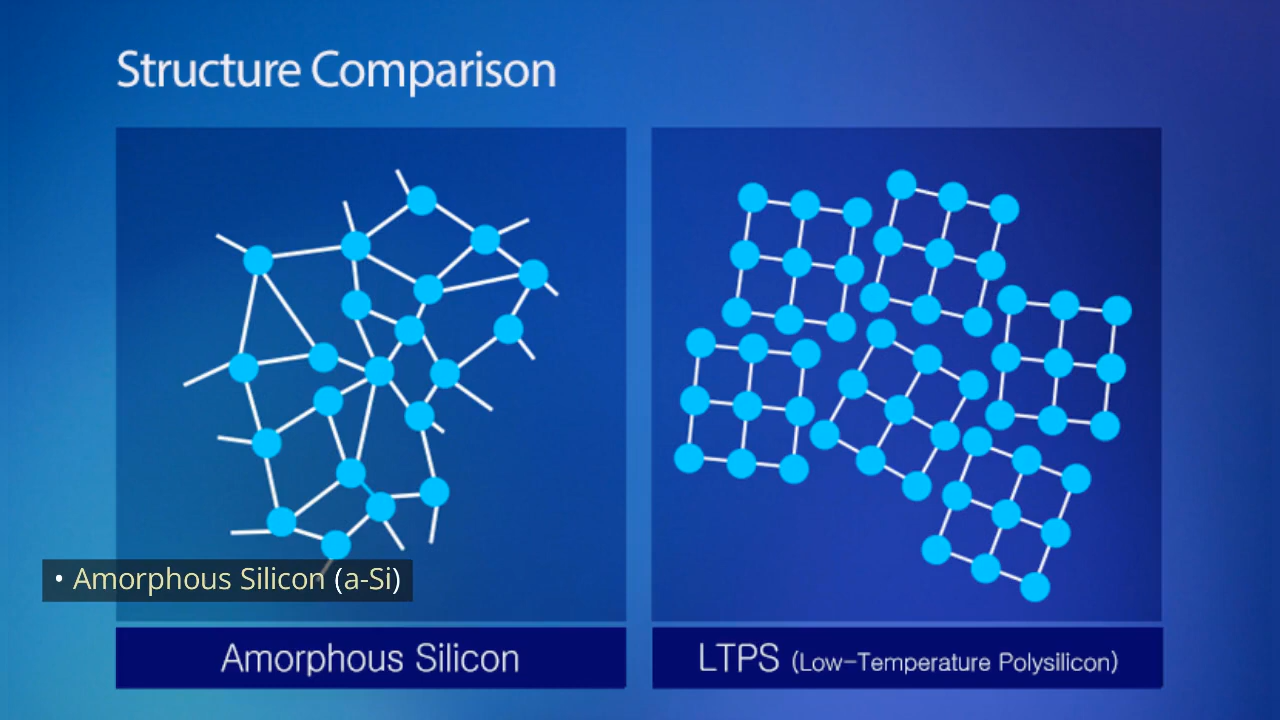 Structure Comparison
• Amorphous Silicon (a-Si)
Amorphous Silicon
LTPS (Low-Temperature Polysilicon)